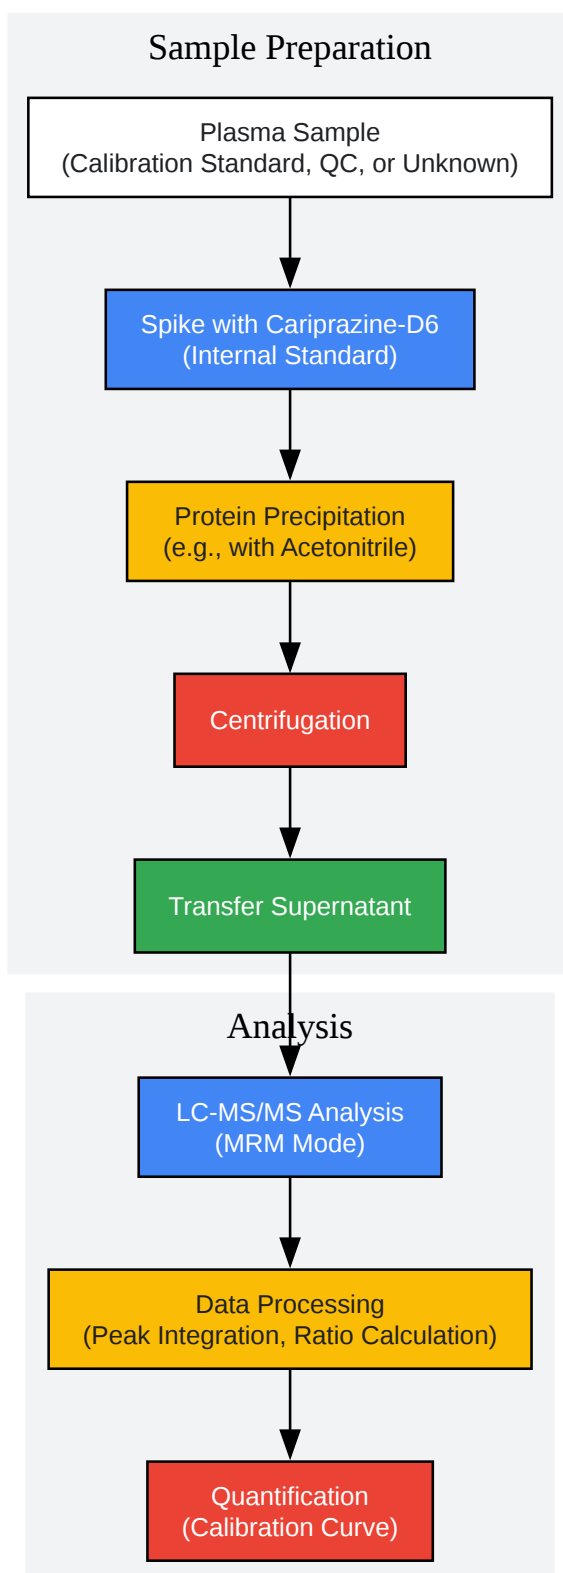 Sample Preparation
Plasma Sample
(Calibration Standard, QC, or Unknown)
Spike with Cariprazine-D6
(Internal Standard)
Protein Precipitation
(e.g., with Acetonitrile)
Centrifugation
Transfer Supernatant
Analysis
LC-MS/MS Analysis
(MRM Mode)
Data Processing
(Peak Integration, Ratio Calculation)
Quantification
(Calibration Curve)